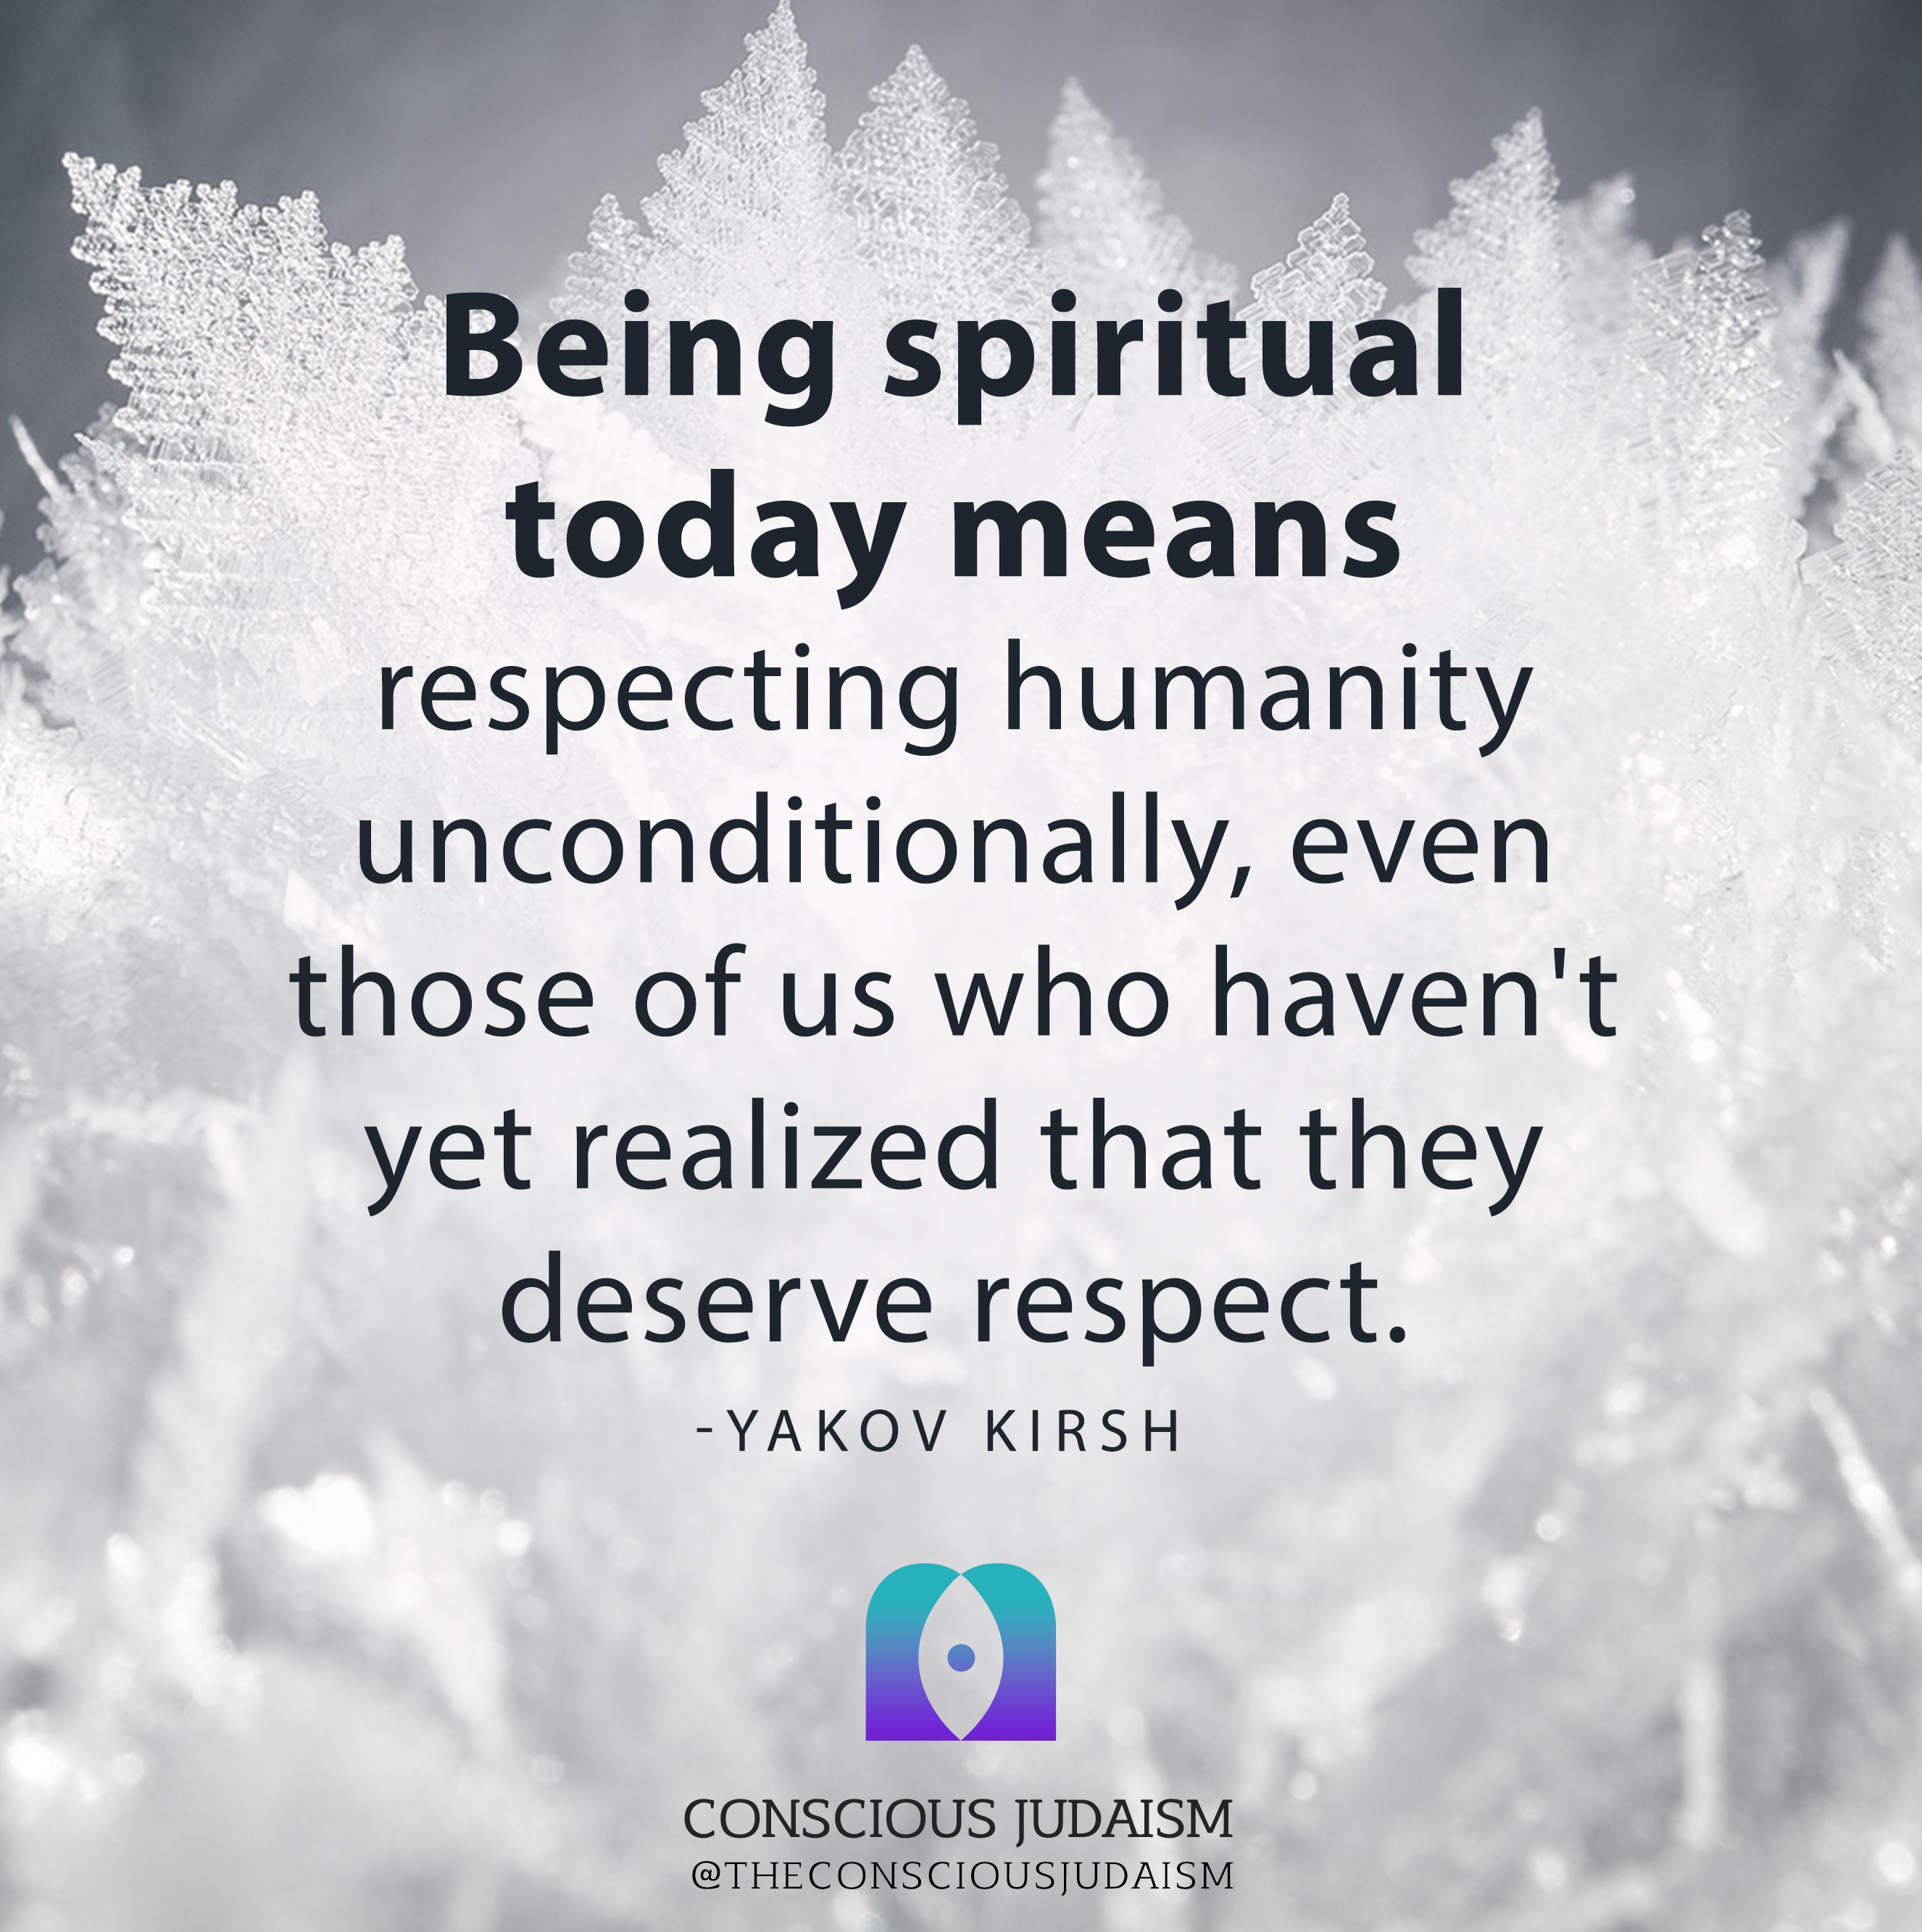 Being spiritual
today means
respecting humanity
unconditionally, even
those of us who haven't
yet realized that they
deserve respect.
-YAKOV KIRSH
CONSCIOUS JUDAISM
@THECONSCIOUSJUDAISM